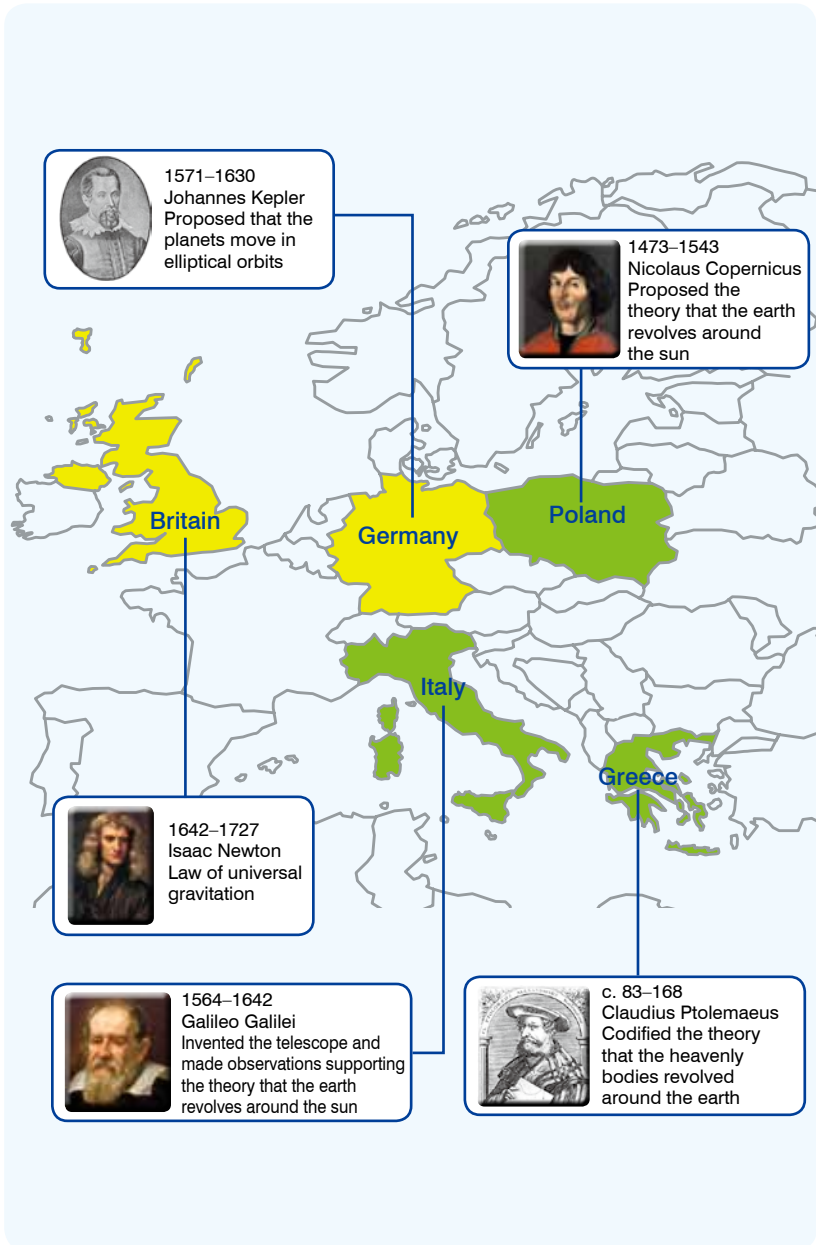 1571–1630
Johannes Kepler
Proposed that the
planets move in
elliptical orbits
1473–1543
Nicolaus Copernicus
Proposed the
theory that the earth
revolves around
the sun
Britain
Germany
Poland
Italy
Greece
1642–1727
Isaac Newton
Law of universal
gravitation
1564–1642
Galileo Galilei
Invented the telescope and
made observations supporting
the theory that the earth
revolves around the sun
c. 83–168
Claudius Ptolemaeus
Codified the theory
that the heavenly
bodies revolved
around the earth